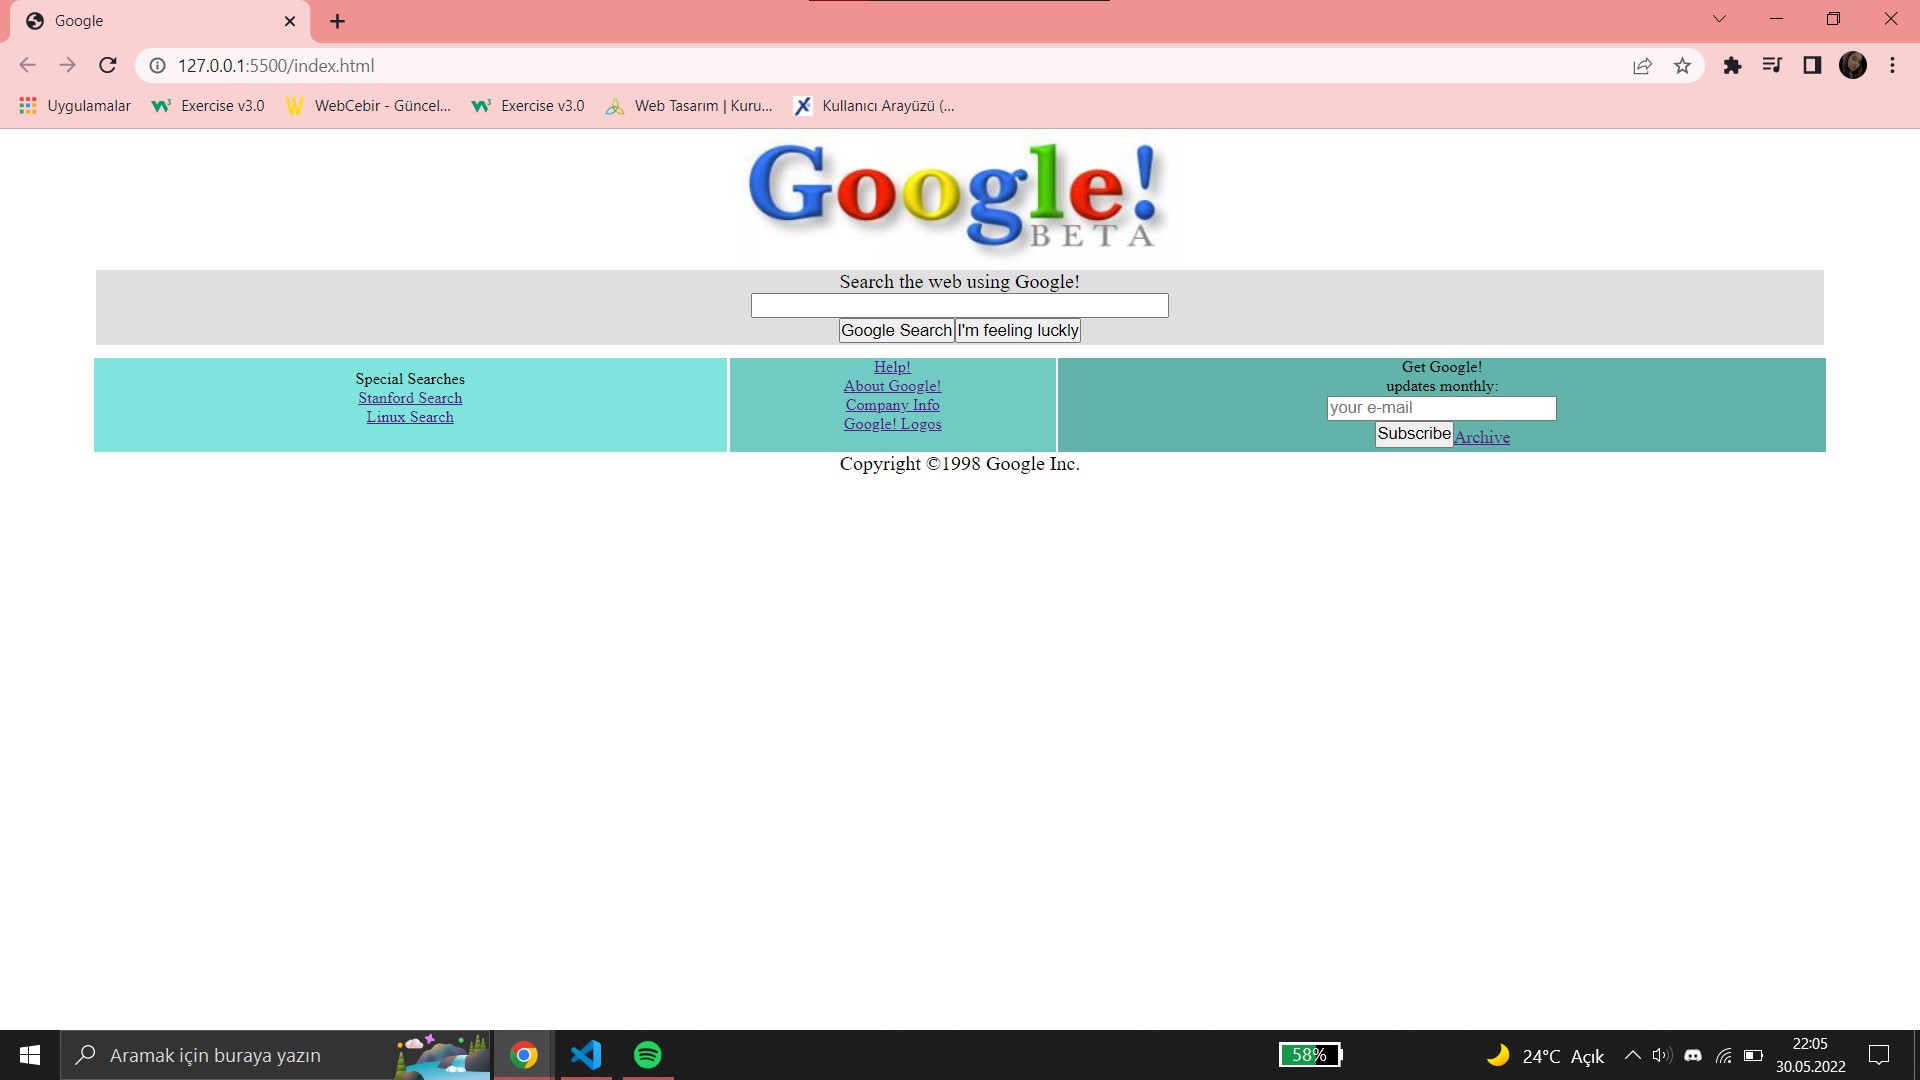 Google
127.0.0.1:5500/index.html
Uygulamalar
Exercise v3.0
WebCebir - Güncel...
Exercise v3.0
Web Tasarım | Kuru...
Kullanıcı Arayüzü (...
Google!
BETA
Search the web using Google!
Google Search I'm feeling luckly
Special Searches
Stanford Search
Linux Search
Help!
About Google!
Company Info
Google! Logos
Get Google!
updates monthly:
your e-mail
Subscribe Archive
Copyright ©1998 Google Inc.
Aramak için buraya yazın
58%
24°C Açık
22:05
30.05.2022